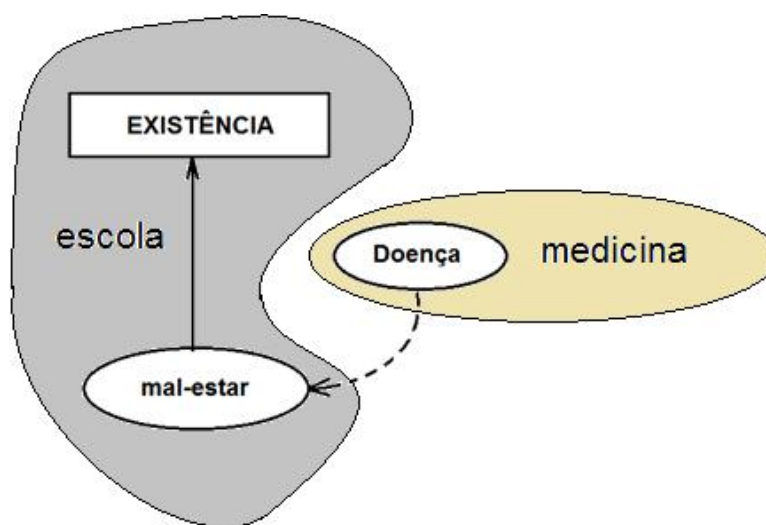 EXISTÊNCIA
escola
Doença
medicina
mal-estar